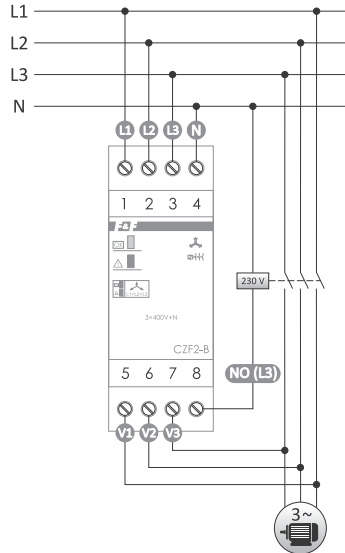 L1
L2
L3
N
L1 L2 L3 N
1 2 3 4
F&F
OK
230 V
3×400V+N
CZF2-B
5 6 7 8
NO (L3)
V1 V2 V3
3~